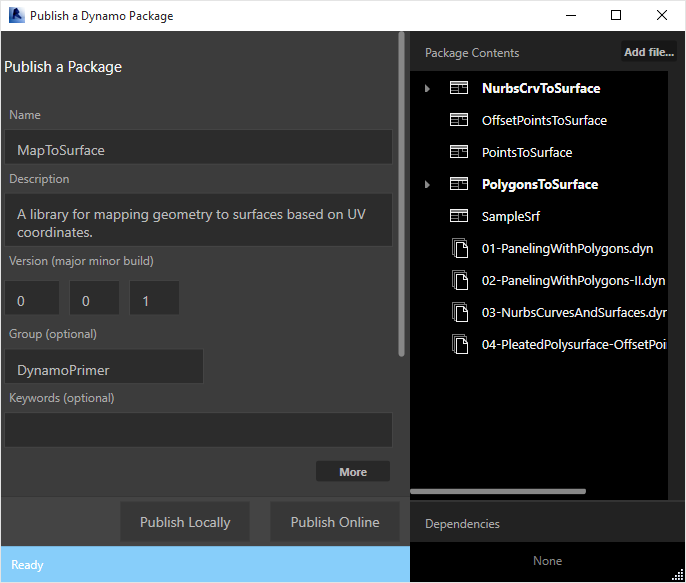 Publish a Dynamo Package
Publish a Package
Name
MapToSurface
Description
A library for mapping geometry to surfaces based on UV
coordinates.
Version (major minor build)
0 0 1
Group (optional)
DynamoPrimer
Keywords (optional)
More
Publish Locally Publish Online
Ready
Package Contents Add file...
NurbsCrvToSurface
OffsetPointsToSurface
PointsToSurface
PolygonsToSurface
SampleSrf
01-PanelingWithPolygons.dyn
02-PanelingWithPolygons-II.dyn
03-NurbsCurvesAndSurfaces.dyn
04-PleatedPolysurface-OffsetPoi
Dependencies
None